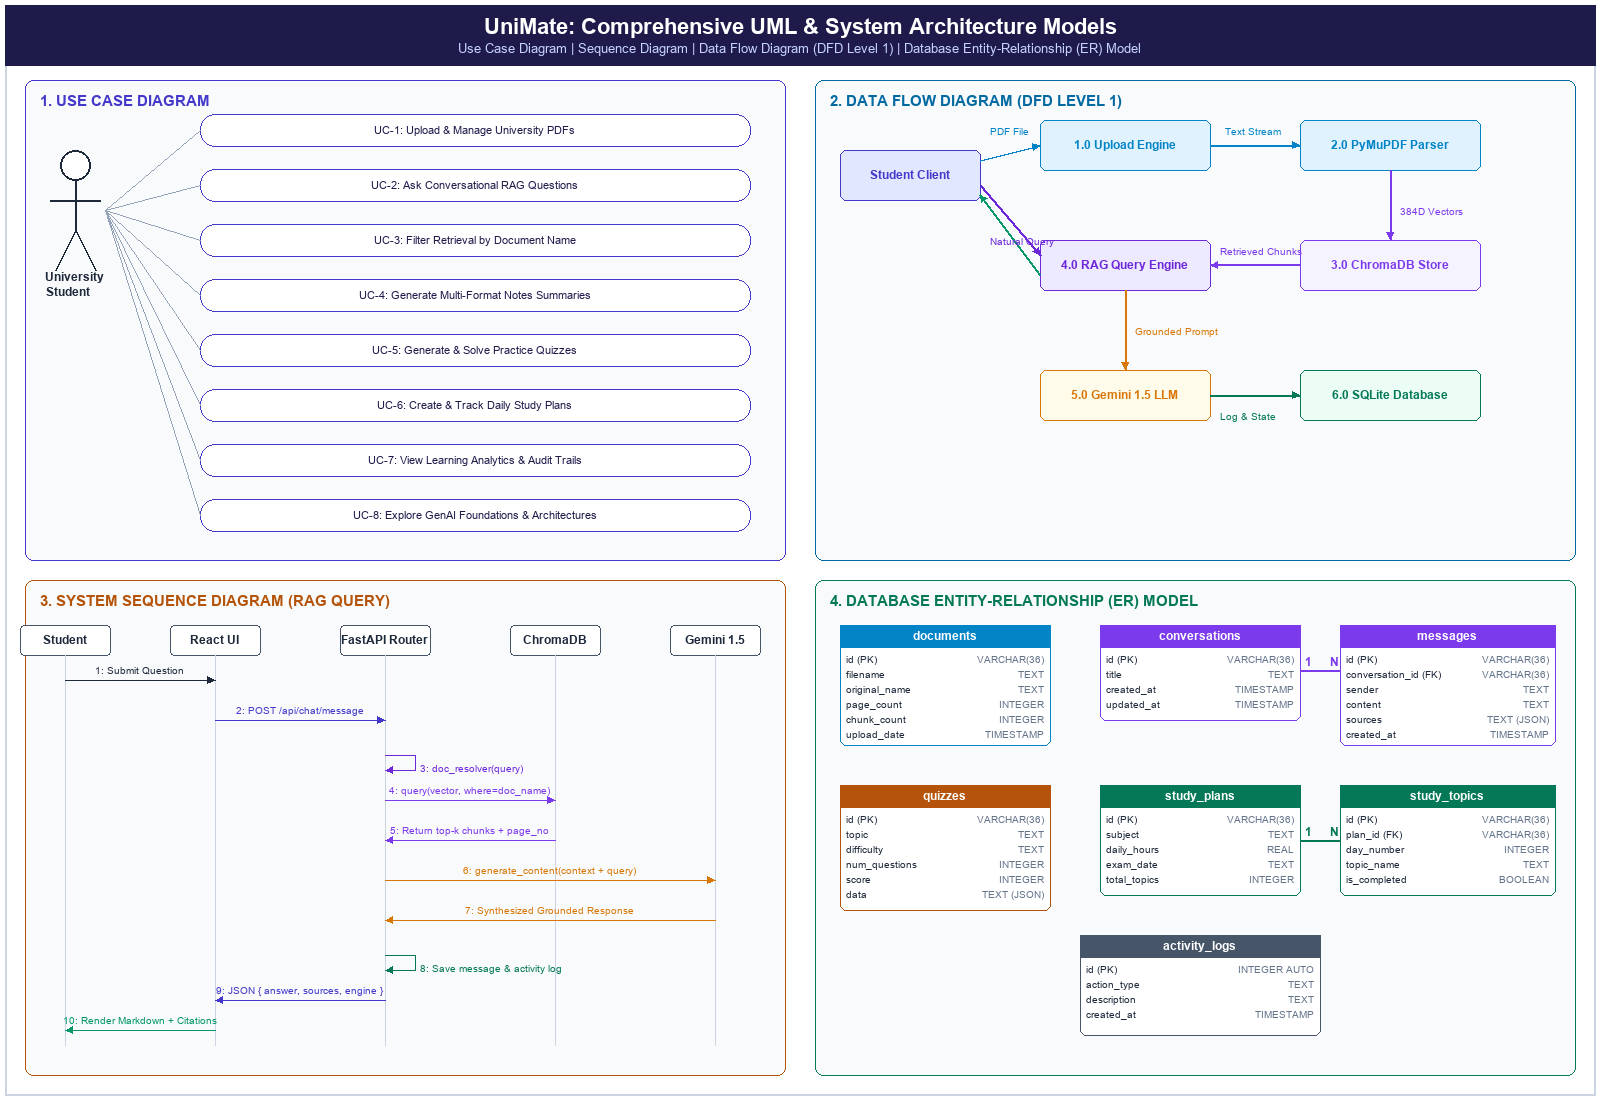 UniMate: Comprehensive UML & System Architecture Models
Use Case Diagram | Sequence Diagram | Data Flow Diagram (DFD Level 1) | Database Entity-Relationship (ER) Model
1. USE CASE DIAGRAM
University
Student
UC-1: Upload & Manage University PDFs
UC-2: Ask Conversational RAG Questions
UC-3: Filter Retrieval by Document Name
UC-4: Generate Multi-Format Notes Summaries
UC-5: Generate & Solve Practice Quizzes
UC-6: Create & Track Daily Study Plans
UC-7: View Learning Analytics & Audit Trails
UC-8: Explore GenAI Foundations & Architectures
2. DATA FLOW DIAGRAM (DFD LEVEL 1)
Student Client
PDF File
1.0 Upload Engine
Text Stream
2.0 PyMuPDF Parser
384D Vectors
Natural Query
4.0 RAG Query Engine
Retrieved Chunks
3.0 ChromaDB Store
Grounded Prompt
5.0 Gemini 1.5 LLM
Log & State
6.0 SQLite Database
3. SYSTEM SEQUENCE DIAGRAM (RAG QUERY)
Student
React UI
FastAPI Router
ChromaDB
Gemini 1.5
1: Submit Question
2: POST /api/chat/message
3: doc_resolver(query)
4: query(vector, where=doc_name)
5: Return top-k chunks + page_no
6: generate_content(context + query)
7: Synthesized Grounded Response
8: Save message & activity log
9: JSON { answer, sources, engine }
10: Render Markdown + Citations
4. DATABASE ENTITY-RELATIONSHIP (ER) MODEL
documents
id (PK) VARCHAR(36)
filename TEXT
original_name TEXT
page_count INTEGER
chunk_count INTEGER
upload_date TIMESTAMP
conversations
id (PK) VARCHAR(36)
title TEXT
created_at TIMESTAMP
updated_at TIMESTAMP
1 N
messages
id (PK) VARCHAR(36)
conversation_id (FK) VARCHAR(36)
sender TEXT
content TEXT
sources TEXT (JSON)
created_at TIMESTAMP
quizzes
id (PK) VARCHAR(36)
topic TEXT
difficulty TEXT
num_questions INTEGER
score INTEGER
data TEXT (JSON)
study_plans
id (PK) VARCHAR(36)
subject TEXT
daily_hours REAL
exam_date TEXT
total_topics INTEGER
1 N
study_topics
id (PK) VARCHAR(36)
plan_id (FK) VARCHAR(36)
day_number INTEGER
topic_name TEXT
is_completed BOOLEAN
activity_logs
id (PK) INTEGER AUTO
action_type TEXT
description TEXT
created_at TIMESTAMP